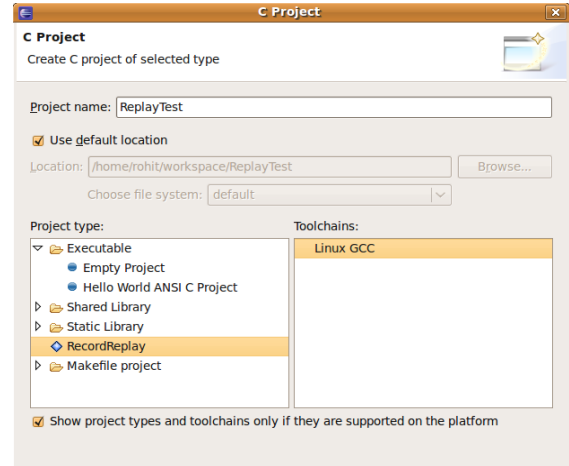 C Project
C Project
Create C project of selected type
Project name: ReplayTest
Use default location
Location: /home/rohit/workspace/ReplayTest Browse...
Choose file system: default
Project type: Toolchains:
Executable Linux GCC
Empty Project
Hello World ANSI C Project
Shared Library
Static Library
RecordReplay
Makefile project
Show project types and toolchains only if they are supported on the platform